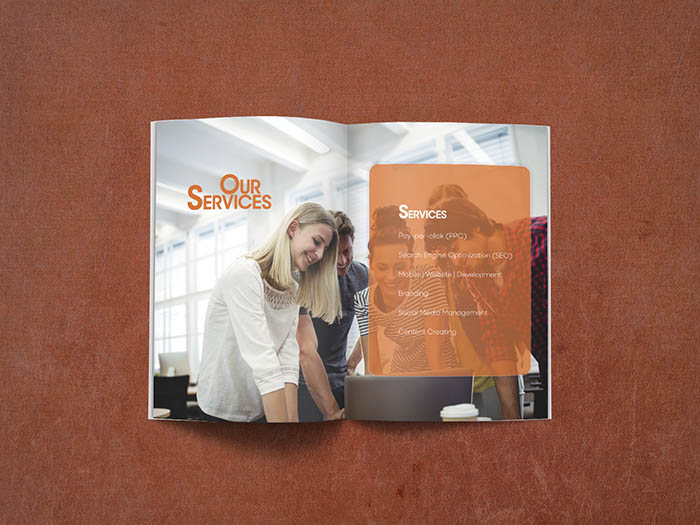 OUR
SERVICES
SERVICES
Pay-per-click (PPC)
Search Engine Optimization (SEO)
Mobile | Website | Development
Branding
Social Media Management
Content Creating